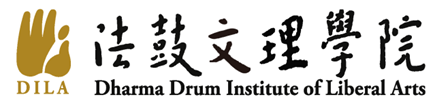 法鼓文理學院
DILA
Dharma Drum Institute of Liberal Arts